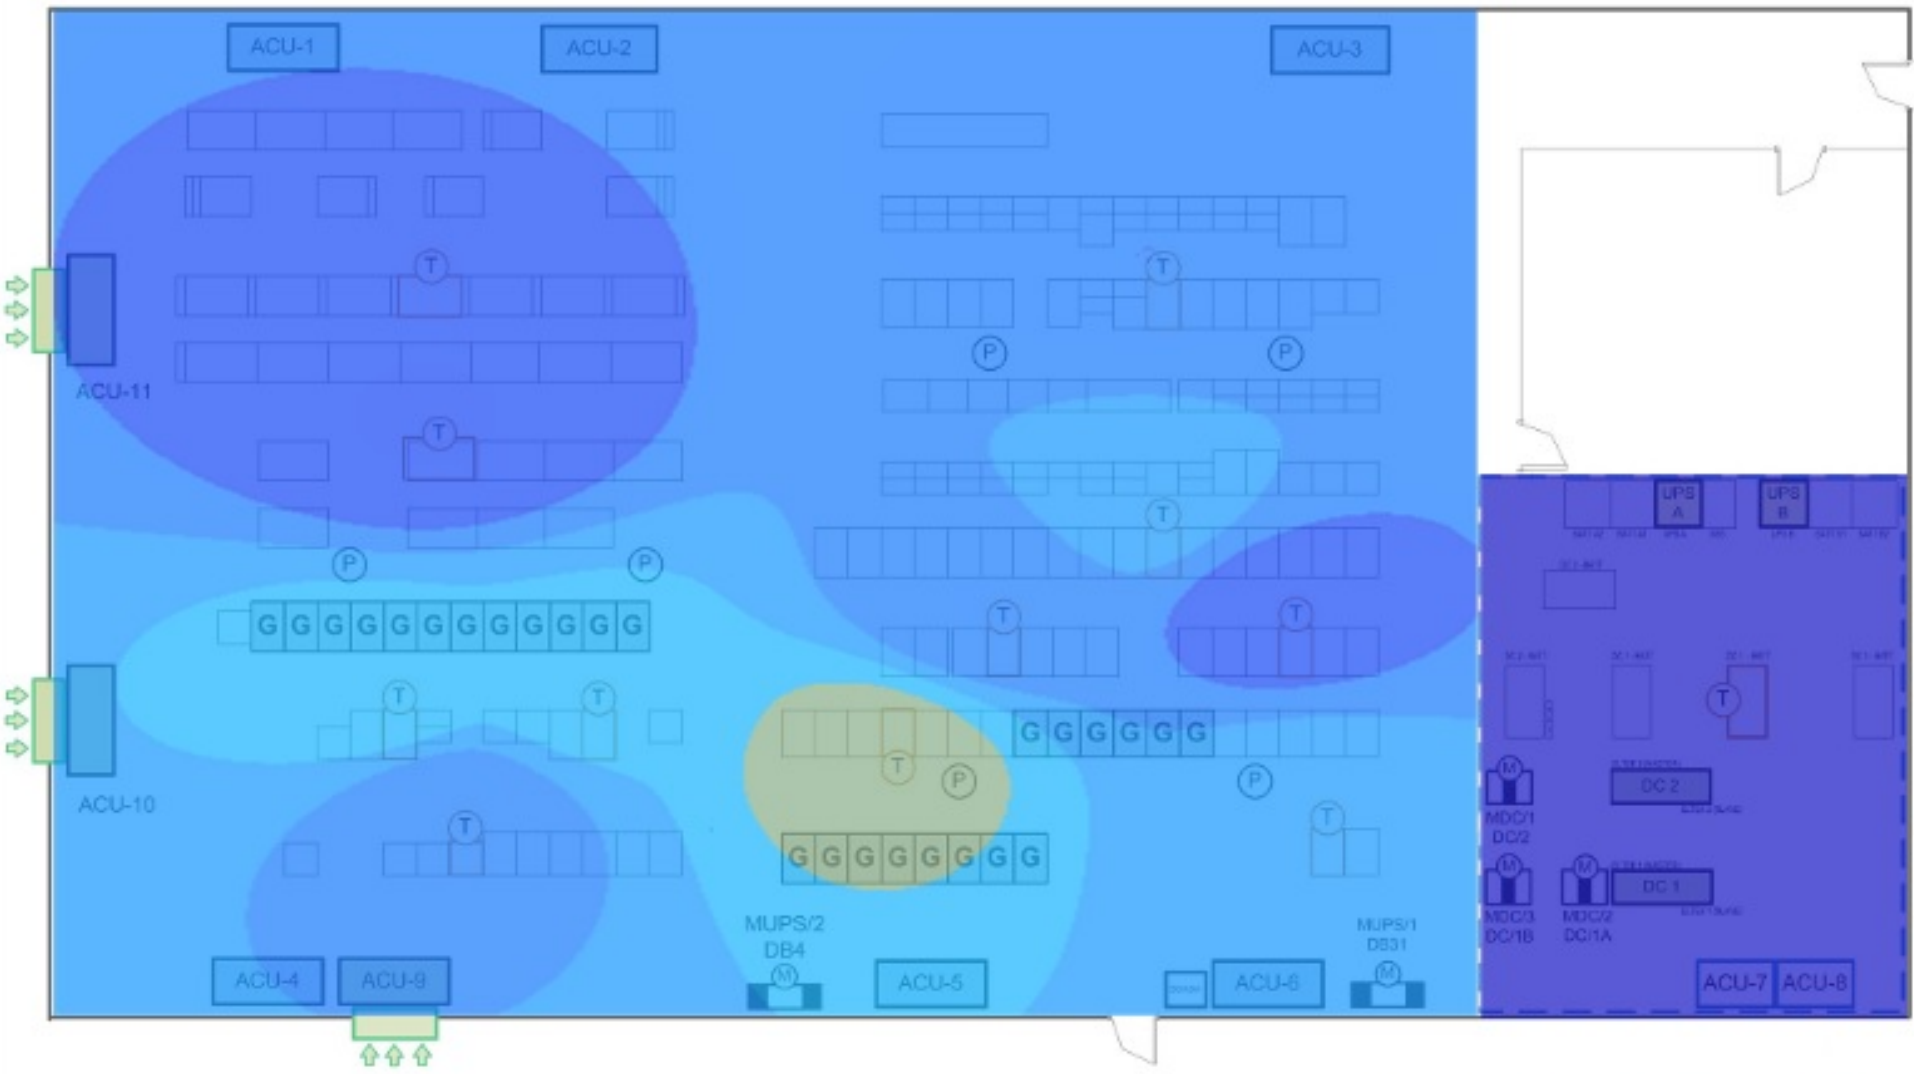 ACU-1
ACU-2
ACU-3
T
T
P
P
ACU-11
T
UPS A
UPS B
T
P
P
T
T
G G G G G G G G G G G G
T
T
T
G G G G G G
T
P
P
ACU-10
M
DC 2
MDC/1
DC/2
T
T
G G G G G G G G
M
M
DC 1
MDC/3
DC/1B
MDC/2
DC/1A
MUPS/2
DB4
MUPS/1
DB31
ACU-4
ACU-9
M
ACU-5
ACU-6
M
ACU-7
ACU-8